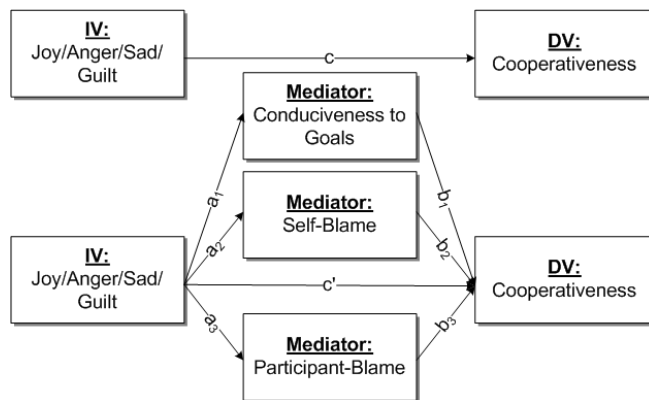 IV:
Joy/Anger/Sad/
Guilt
c
DV:
Cooperativeness
Mediator:
Conduciveness to
Goals
a₁
b₁
Mediator:
Self-Blame
a₂
b₂
IV:
Joy/Anger/Sad/
Guilt
c'
DV:
Cooperativeness
a₃
b₃
Mediator:
Participant-Blame